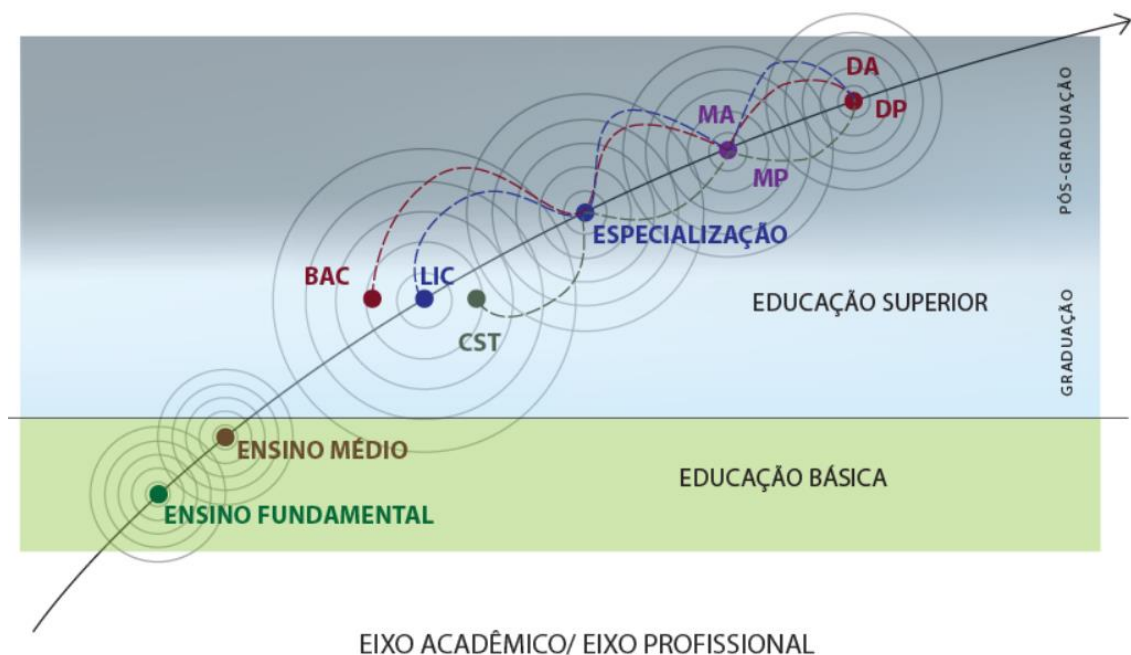 DA
DP
PÓS-GRADUAÇÃO
MA
MP
ESPECIALIZAÇÃO
BAC
LIC
CST
EDUCAÇÃO SUPERIOR
GRADUAÇÃO
ENSINO MÉDIO
EDUCAÇÃO BÁSICA
ENSINO FUNDAMENTAL
EIXO ACADÊMICO/ EIXO PROFISSIONAL